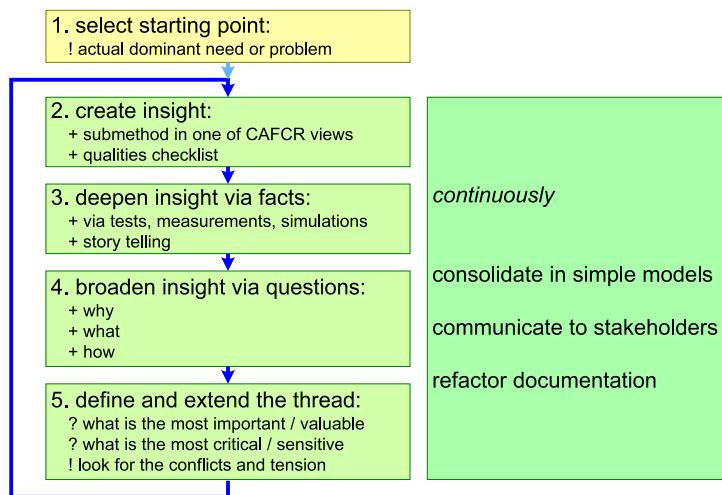 1. select starting point:
! actual dominant need or problem
2. create insight:
+ submethod in one of CAFCR views
+ qualities checklist
3. deepen insight via facts:
+ via tests, measurements, simulations
+ story telling
4. broaden insight via questions:
+ why
+ what
+ how
5. define and extend the thread:
? what is the most important / valuable
? what is the most critical / sensitive
! look for the conflicts and tension
continuously
consolidate in simple models
communicate to stakeholders
refactor documentation